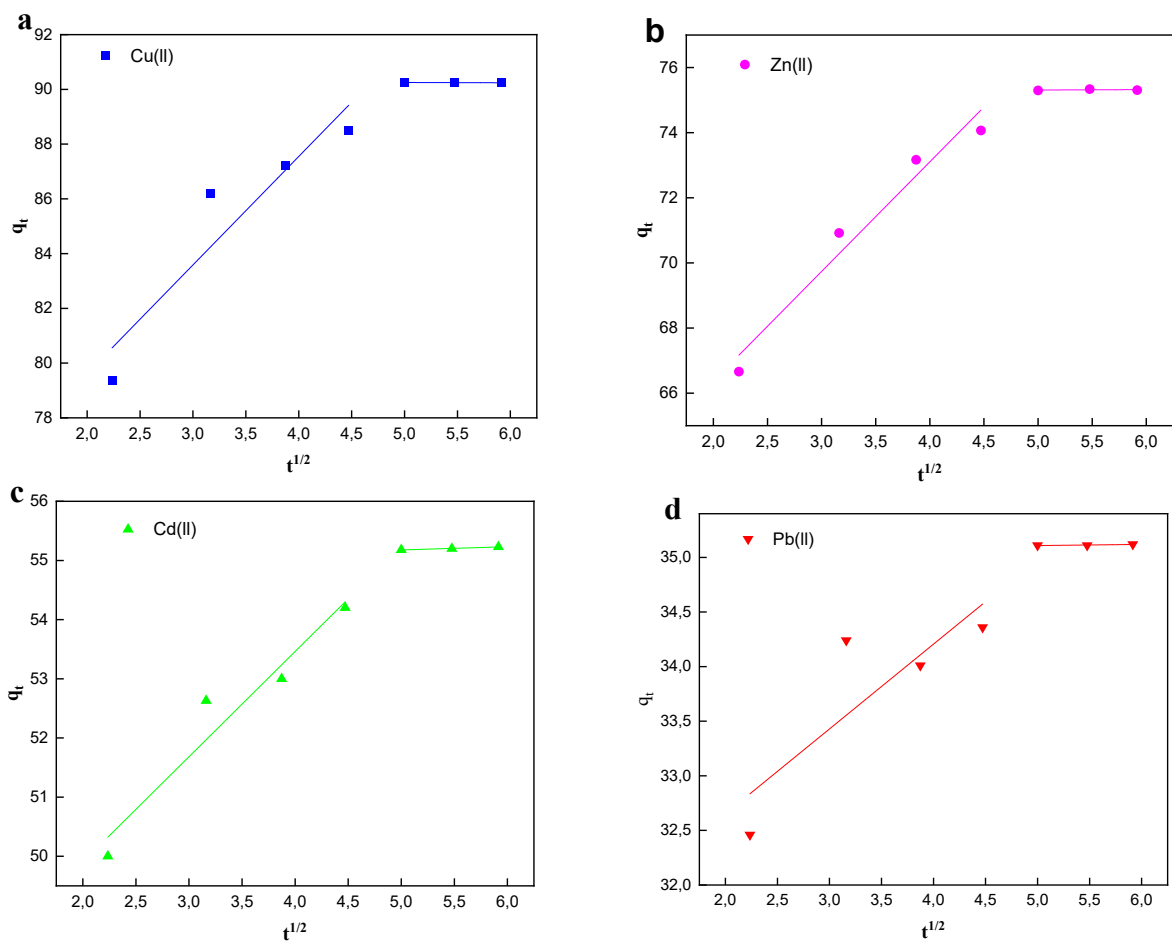 a
92
90
88
86
84
82
80
78
Cu(II)
q_t
2,0 2,5 3,0 3,5 4,0 4,5 5,0 5,5 6,0
t^1/2
b
76
74
72
70
68
66
Zn(II)
q_t
2,0 2,5 3,0 3,5 4,0 4,5 5,0 5,5 6,0
t^1/2
c
56
55
54
53
52
51
50
Cd(II)
q_t
2,0 2,5 3,0 3,5 4,0 4,5 5,0 5,5 6,0
t^1/2
d
35,0
34,5
34,0
33,5
33,0
32,5
32,0
Pb(II)
q_t
2,0 2,5 3,0 3,5 4,0 4,5 5,0 5,5 6,0
t^1/2